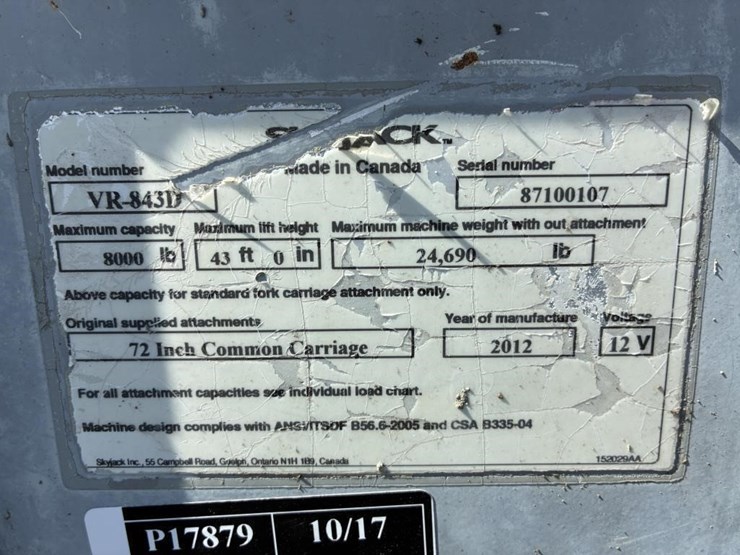 Made in Canada
Model number
Serial number
VR-843D
87100107
Maximum capacity
Maximum lift height
Maximum machine weight with out attachment
8000 lb
43 ft 0 in
24,690 lb
Above capacity for standard fork carriage attachment only.
Original supplied attachments
Year of manufacture
Voltage
72 Inch Common Carriage
2012
12 V
For all attachment capacities see individual load chart.
Machine design complies with ANSI/ITSDF B56.6-2005 and CSA B335-04
Skyjack Inc., 55 Campbell Road, Guelph, Ontario N1H 1B9, Canada
152029AA
P17879
10/17